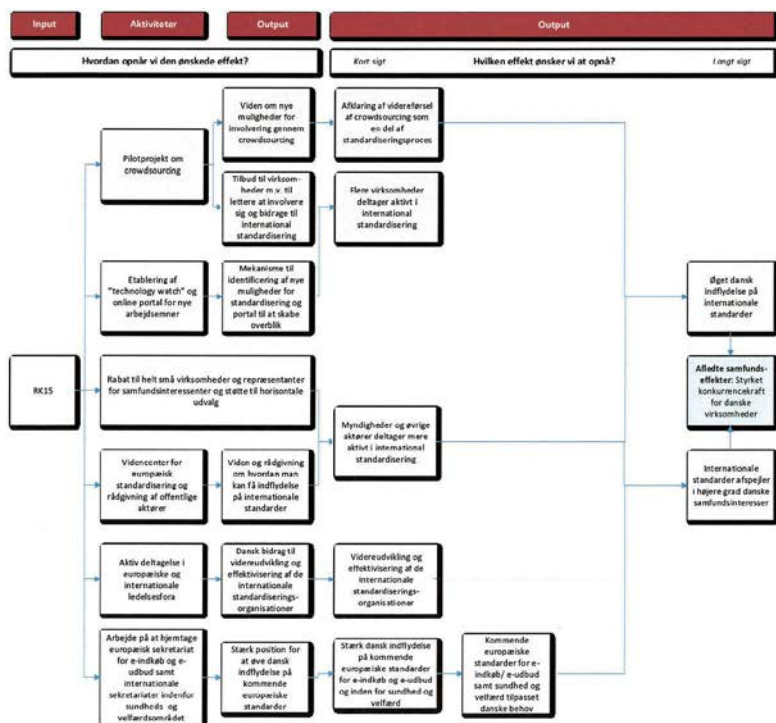 Input
Aktiviteter
Output
Output
Hvordan opnår vi den ønskede effekt?
Kort sigt
Hvilken effekt ønsker vi at opnå?
Langt sigt
RK15
Pilotprojekt om
crowdsourcing
Viden om nye
muligheder for
involvering gennem
crowdsourcing
Afklaring af videreførsel
af crowdsourcing som
en del af
standardiseringsproces
Tilbud til virksom-
heder m.v. til
lettere at involvere
sig og bidrage til
international
standardisering
Flere virksomheder
deltager aktivt i
international
standardisering
Etablering af
"technology watch" og
online portal for nye
arbejdsemner
Mekanisme til
identificering af nye
muligheder for
standardisering og
portal til at skabe
overblik
Rabat til helt små virksomheder og repræsentanter
for samfundsinteressenter og støtte til horisontale
udvalg
Myndigheder og øvrige
aktører deltager mere
aktivt i international
standardisering
Videncenter for
europæisk
standardisering og
rådgivning af offentlige
aktører
Viden og rådgivning
om hvordan man
kan få indflydelse
på internationale
standarder
Aktiv deltagelse i
europæiske og
internationale
ledelsesfora
Dansk bidrag til
videreudvikling og
effektivisering af de
internationale
standardiserings-
organisationer
Videreudvikling og
effektivisering af de
internationale
standardiserings-
organisationer
Arbejde på at hjemtage
europæisk sekretariat
for e-indkøb og e-
udbud samt
internationale
sekretariater indenfor
sundheds og
velfærdsområdet
Stærk position for
at øve dansk
indflydelse på
kommende
europæiske
standarder
Stærk dansk indflydelse
på kommende
europæiske standarder
for e-indkøb og e-udbud
og inden for sundhed og
velfærd
Kommende
europæiske
standarder for e-
indkøb/ e-udbud
samt sundhed og
velfærd tilpasset
danske behov
Øget dansk
indflydelse på
internationale
standarder
Afledte samfunds-
effekter: Styrket
konkurrencekraft
for danske
virksomheder
Internationale
standarder afspejler
i højere grad danske
samfundsinteresser